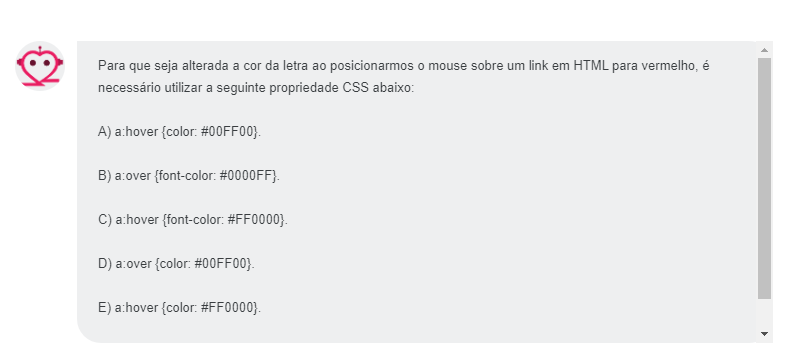 Para que seja alterada a cor da letra ao posicionarmos o mouse sobre um link em HTML para vermelho, é
necessário utilizar a seguinte propriedade CSS abaixo:
A) a:hover {color: #00FF00}.
B) a:over {font-color: #0000FF}.
C) a:hover {font-color: #FF0000}.
D) a:over {color: #00FF00}.
E) a:hover {color: #FF0000}.